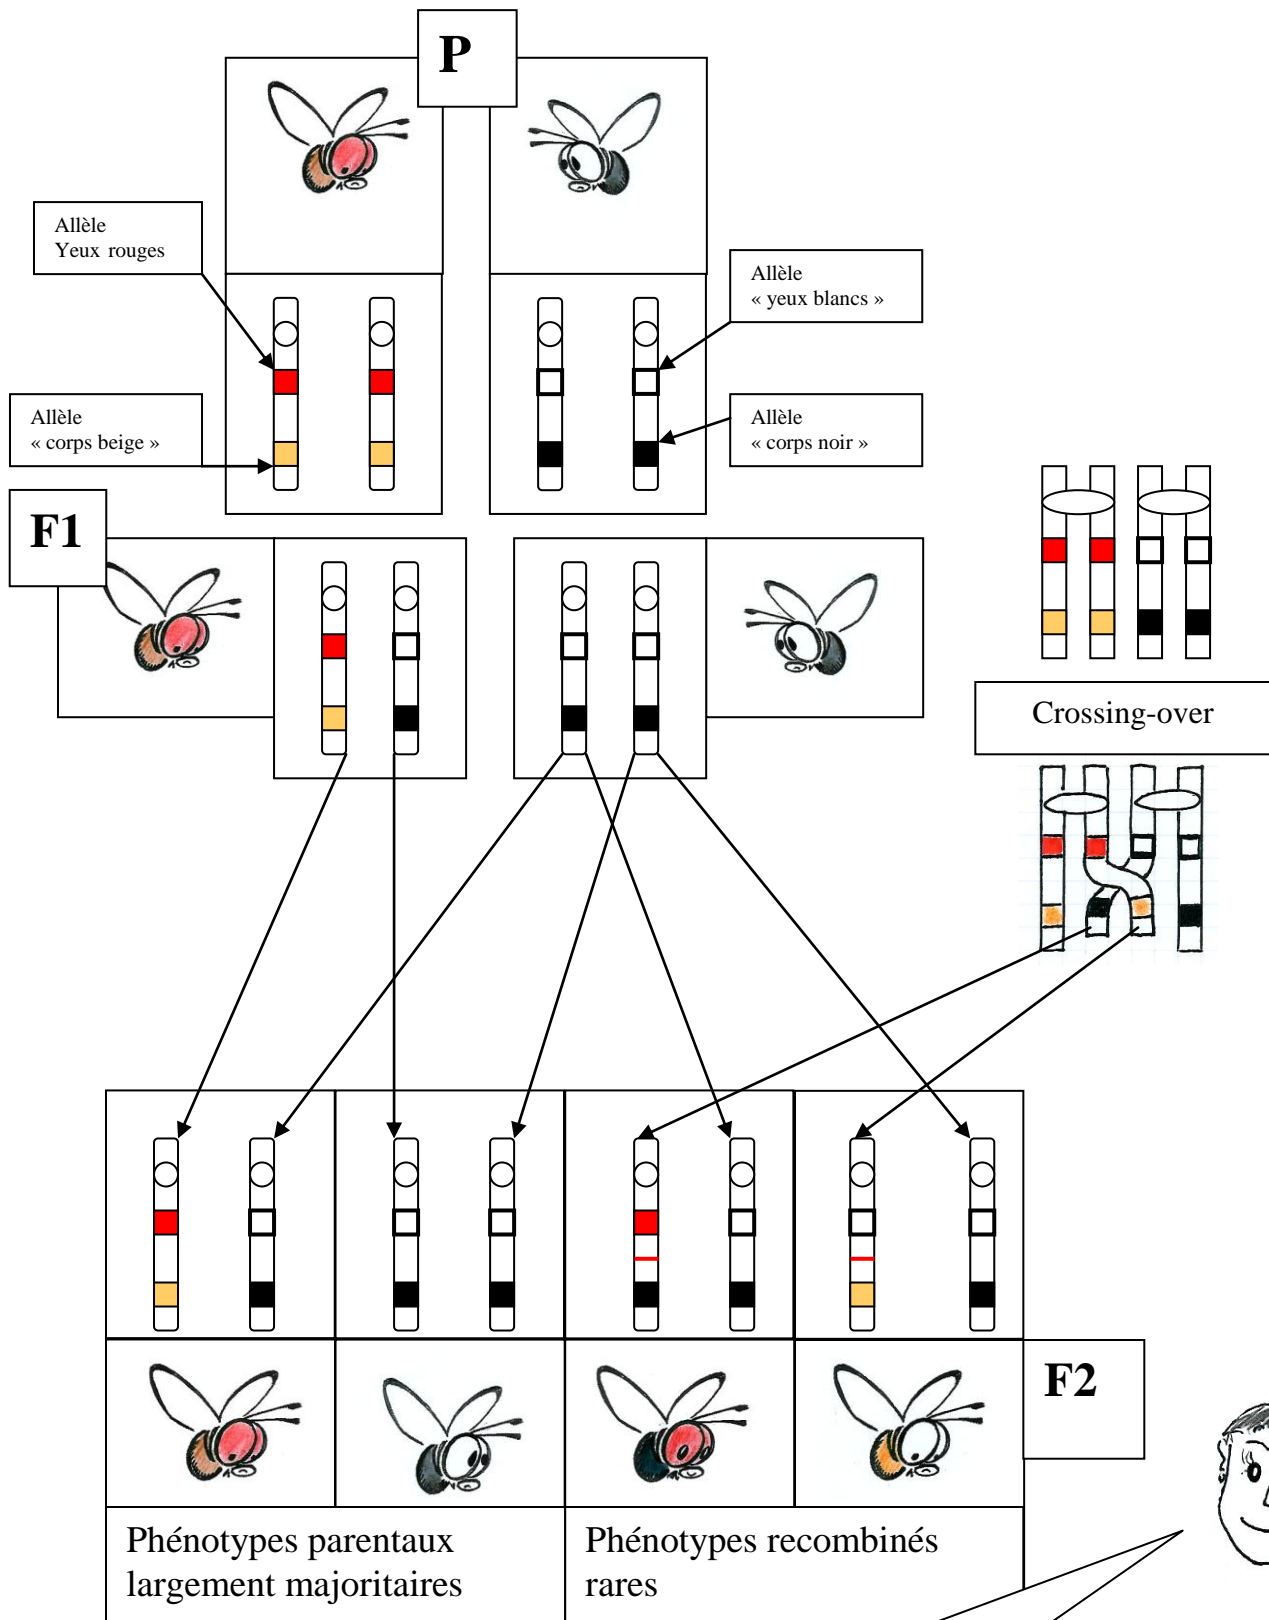 P
Allèle
Yeux rouges
Allèle
« yeux blancs »
Allèle
« corps beige »
Allèle
« corps noir »
F1
Crossing-over
F2
Phénotypes parentaux
largement majoritaires
Phénotypes recombinés
rares